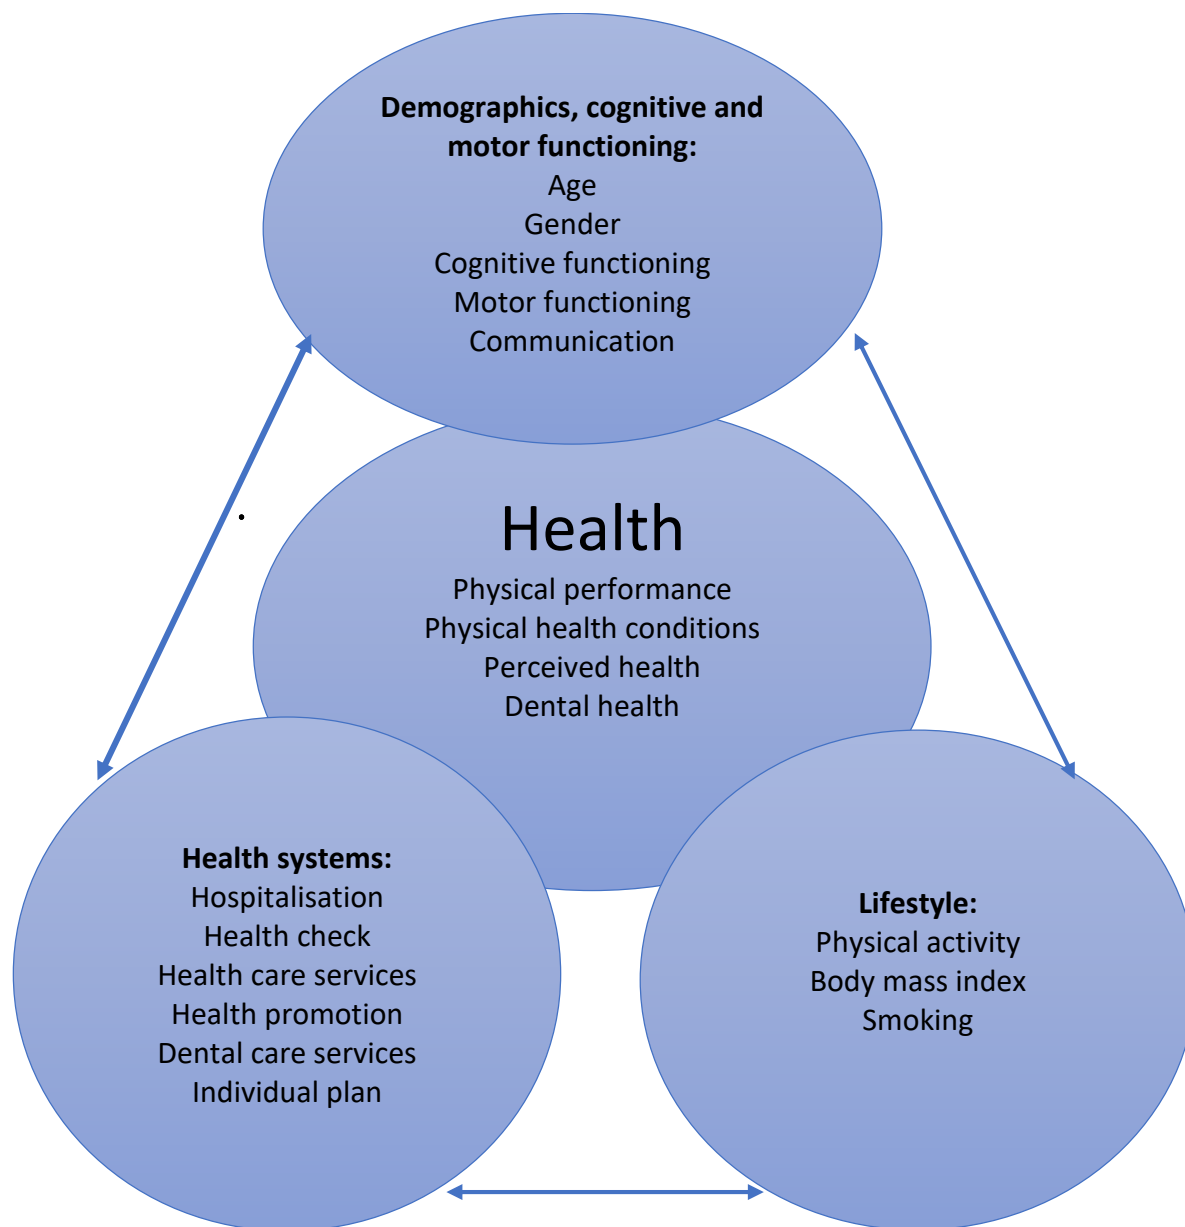 Demographics, cognitive and
motor functioning:
Age
Gender
Cognitive functioning
Motor functioning
Communication
.
Health
Physical performance
Physical health conditions
Perceived health
Dental health
Health systems:
Hospitalisation
Health check
Health care services
Health promotion
Dental care services
Individual plan
Lifestyle:
Physical activity
Body mass index
Smoking